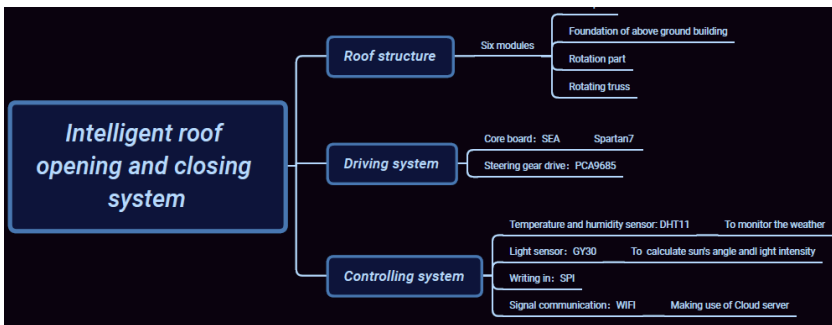 Foundation of above ground building
Roof structure
Six modules
Rotation part
Rotating truss
Intelligent roof
opening and closing
system
Core board: SEA Spartan7
Driving system
Steering gear drive: PCA9685
Temperature and humidity sensor: DHT11 To monitor the weather
Light sensor: GY30 To calculate sun's angle andl ight intensity
Controlling system
Writing in: SPI
Signal communication: WIFI Making use of Cloud server